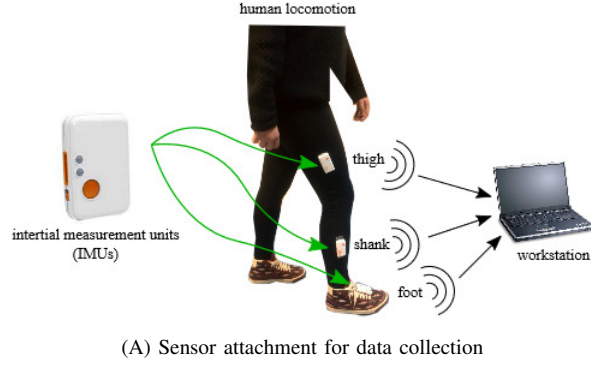 human locomotion
thigh
intertial measurement units
(IMUs)
shank
workstation
foot
(A) Sensor attachment for data collection